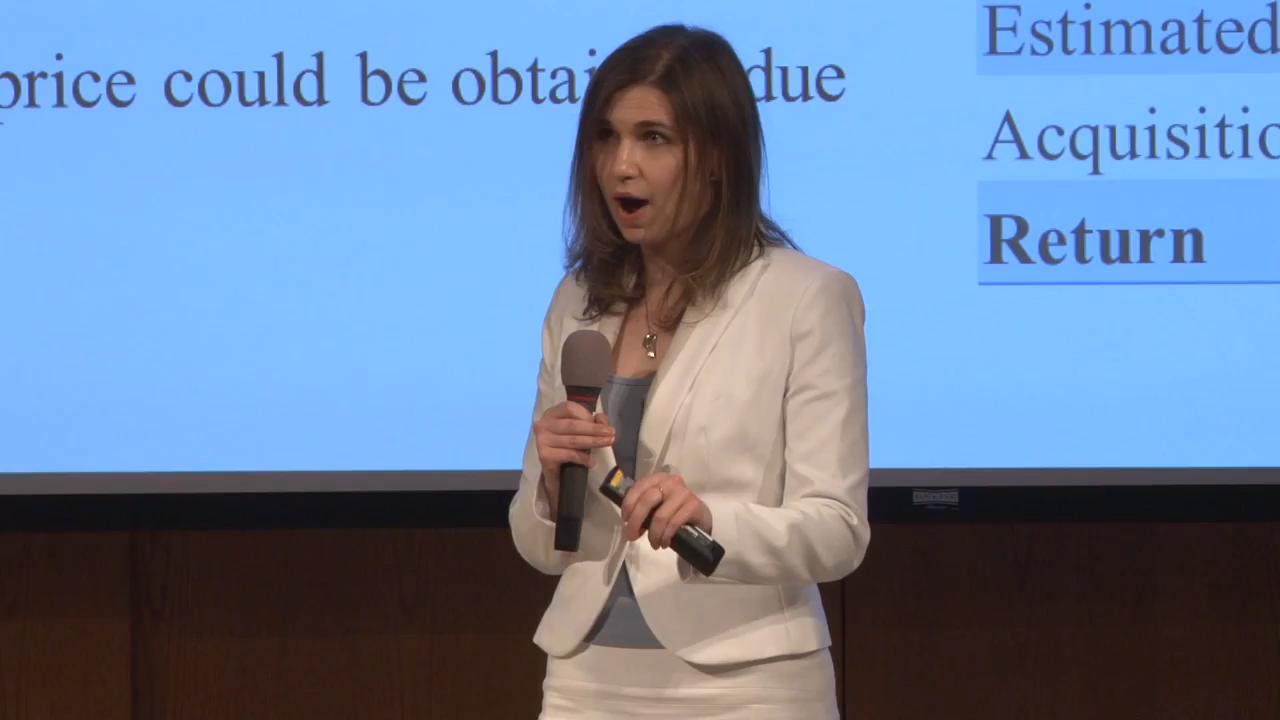 price could be obtai due
Estimated
Acquisitio
Return